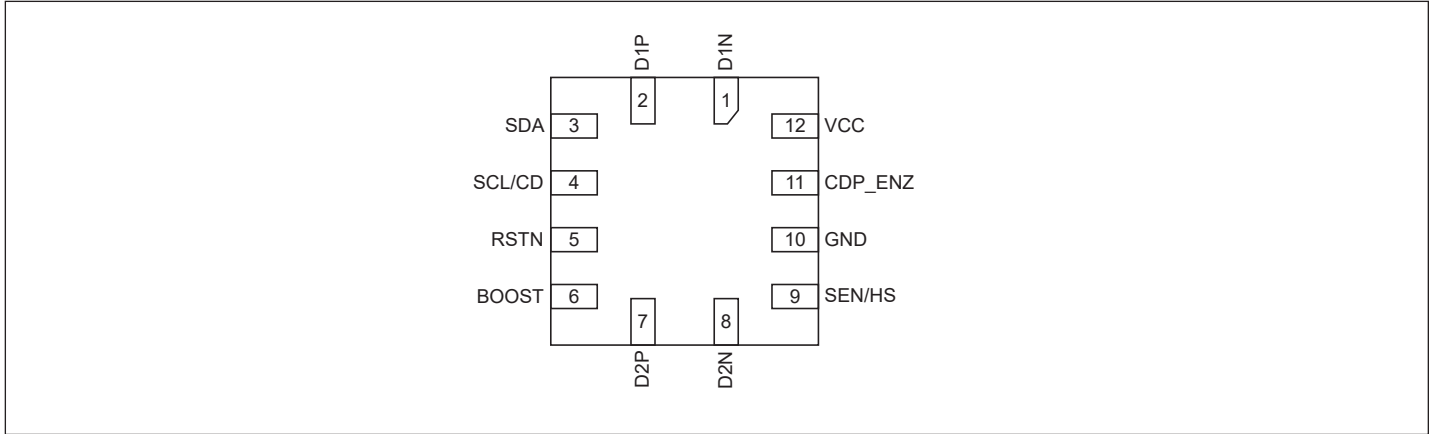 D1P D1N
2 1
SDA 3 12 VCC
SCL/CD 4 11 CDP_ENZ
RSTN 5 10 GND
BOOST 6 9 SEN/HS
7 8
D2P D2N